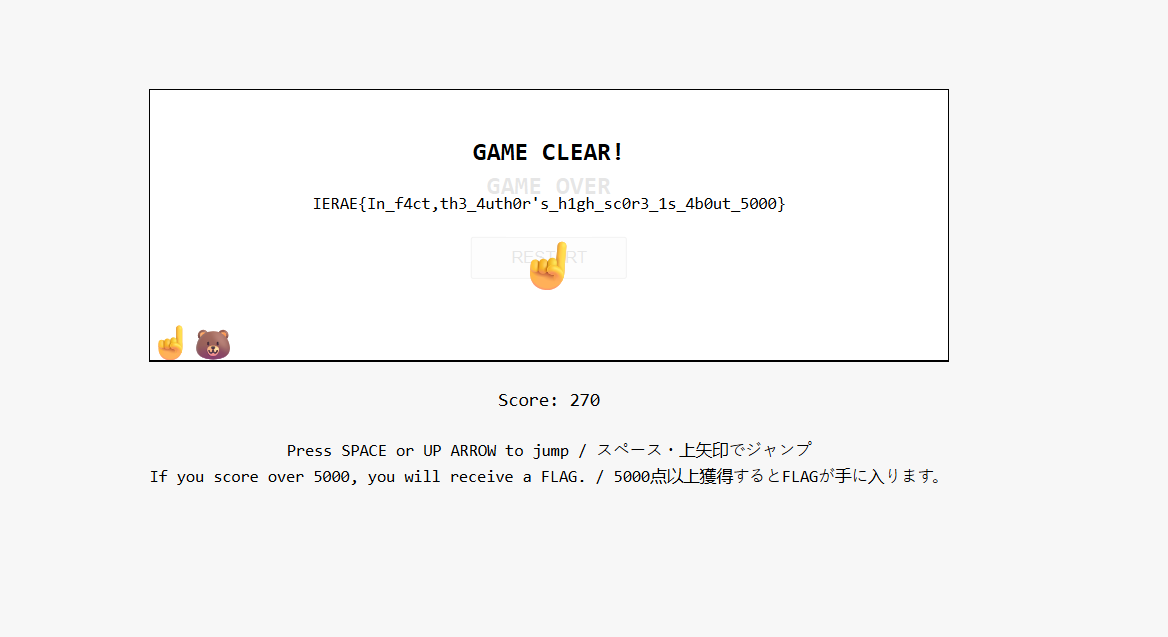 GAME CLEAR!
GAME OVER
IERAE{In_f4ct,th3_4uth0r's_h1gh_sc0r3_1s_4b0ut_5000}
RESTART
Score: 270
Press SPACE or UP ARROW to jump / スペース・上矢印でジャンプ
If you score over 5000, you will receive a FLAG. / 5000点以上獲得するとFLAGが手に入ります。